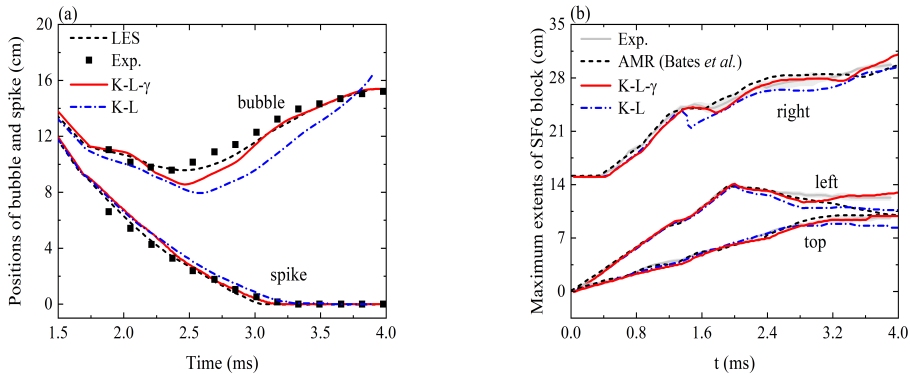 (a)
Positions of bubble and spike (cm)
20
16
12
8
4
0
LES
Exp.
K-L-γ
K-L
bubble
spike
1.5
2.0
2.5
3.0
3.5
4.0
Time (ms)
(b)
Maximum extents of SF6 block (cm)
35
28
21
14
7
0
Exp.
AMR (Bates et al.)
K-L-γ
K-L
right
left
top
0.0
0.8
1.6
2.4
3.2
4.0
t (ms)